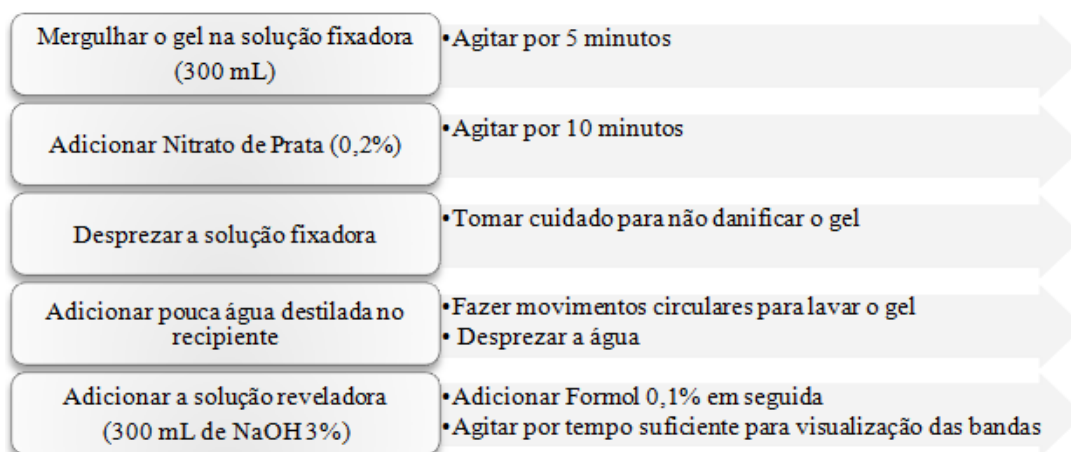 Mergulhar o gel na solução fixadora
(300 mL)
•Agitar por 5 minutos
Adicionar Nitrato de Prata (0,2%)
•Agitar por 10 minutos
Desprezar a solução fixadora
•Tomar cuidado para não danificar o gel
Adicionar pouca água destilada no
recipiente
•Fazer movimentos circulares para lavar o gel
• Desprezar a água
Adicionar a solução reveladora
(300 mL de NaOH 3%)
•Adicionar Formol 0,1% em seguida
•Agitar por tempo suficiente para visualização das bandas